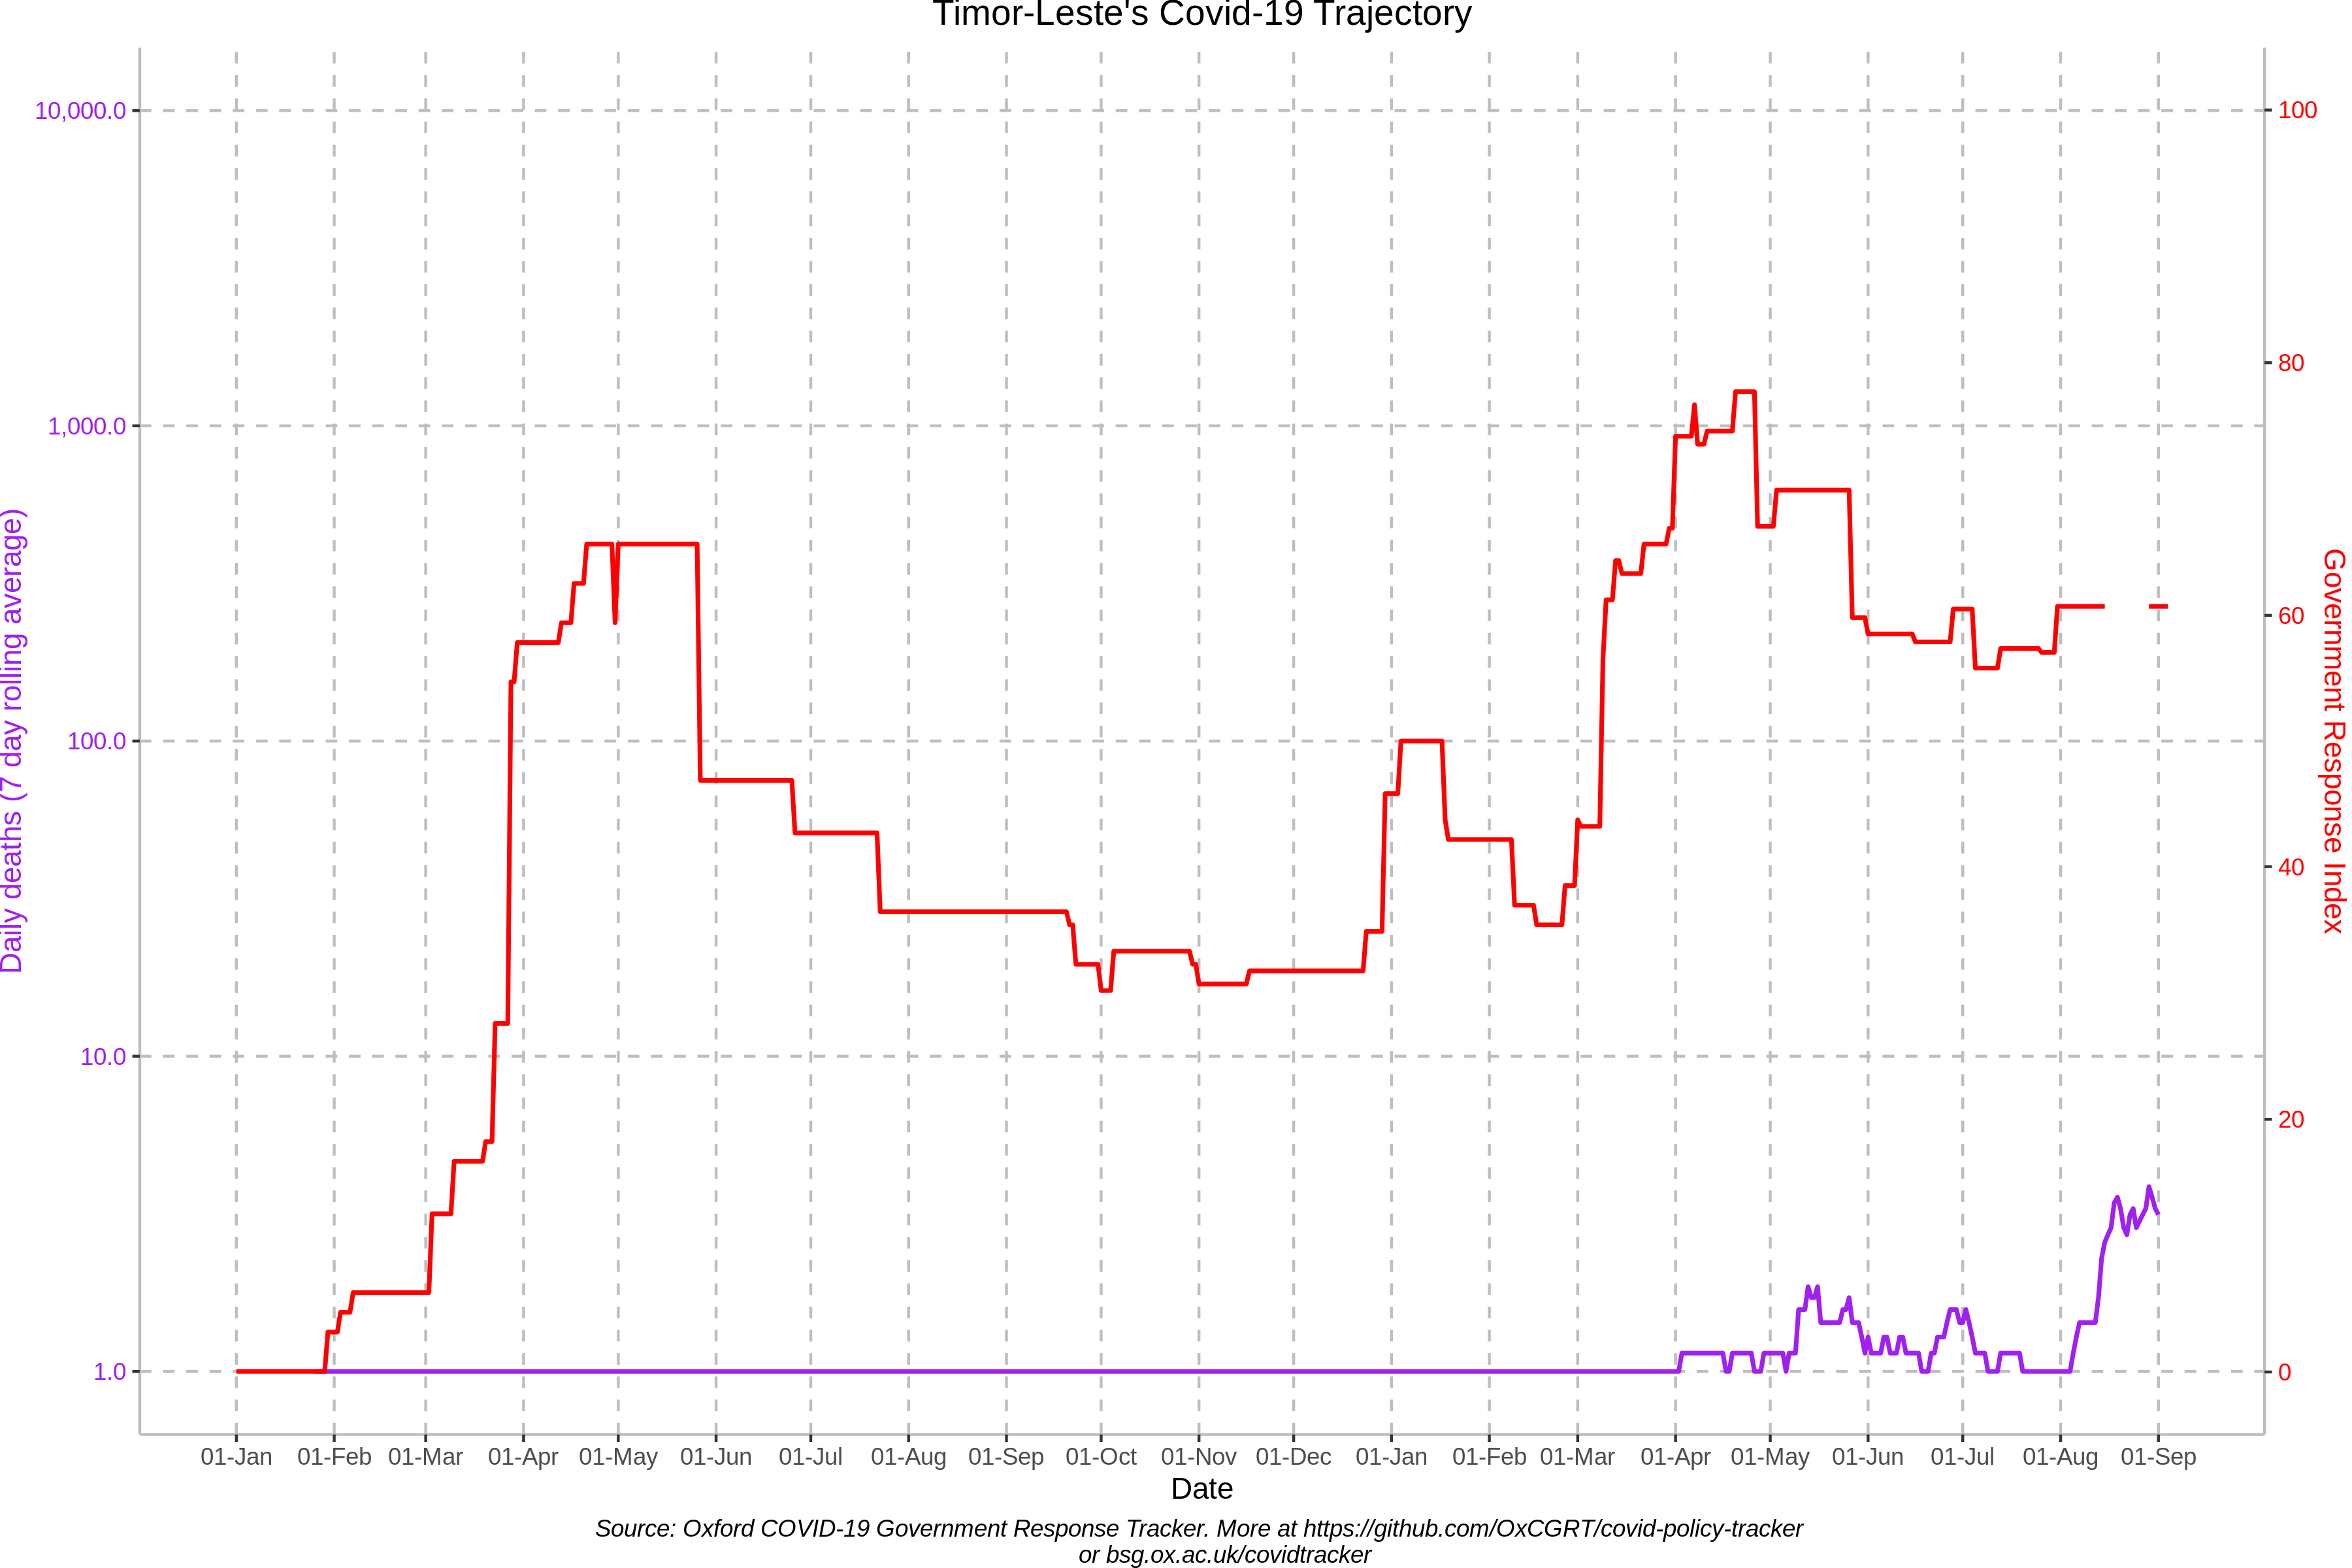 Timor-Leste's Covid-19 Trajectory
10,000.0
1,000.0
100.0
10.0
1.0
Daily deaths (7 day rolling average)
100
80
60
40
20
0
Government Response Index
01-Jan 01-Feb 01-Mar 01-Apr 01-May 01-Jun 01-Jul 01-Aug 01-Sep 01-Oct 01-Nov 01-Dec 01-Jan 01-Feb 01-Mar 01-Apr 01-May 01-Jun 01-Jul 01-Aug 01-Sep
Date
Source: Oxford COVID-19 Government Response Tracker. More at https://github.com/OxCGRT/covid-policy-tracker
or bsg.ox.ac.uk/covidtracker